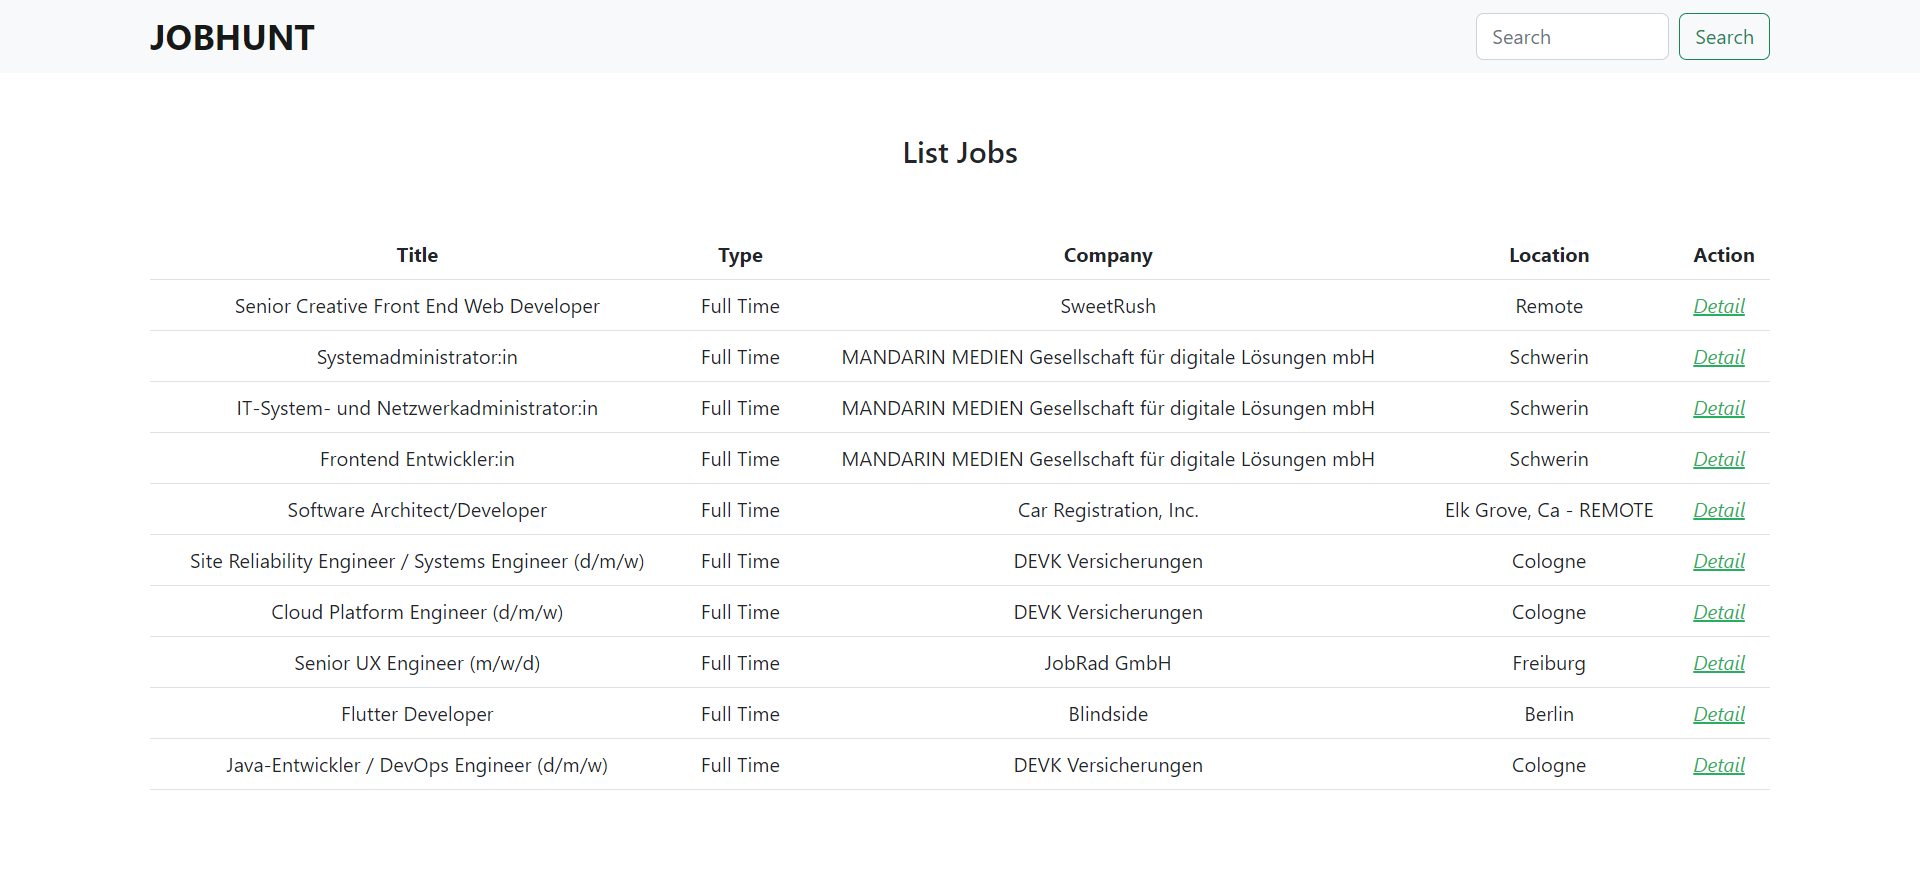 JOBHUNT Search Search
List Jobs
Title Type Company Location Action
Senior Creative Front End Web Developer Full Time SweetRush Remote Detail
Systemadministrator:in Full Time MANDARIN MEDIEN Gesellschaft für digitale Lösungen mbH Schwerin Detail
IT-System- und Netzwerkadministrator:in Full Time MANDARIN MEDIEN Gesellschaft für digitale Lösungen mbH Schwerin Detail
Frontend Entwickler:in Full Time MANDARIN MEDIEN Gesellschaft für digitale Lösungen mbH Schwerin Detail
Software Architect/Developer Full Time Car Registration, Inc. Elk Grove, Ca - REMOTE Detail
Site Reliability Engineer / Systems Engineer (d/m/w) Full Time DEVK Versicherungen Cologne Detail
Cloud Platform Engineer (d/m/w) Full Time DEVK Versicherungen Cologne Detail
Senior UX Engineer (m/w/d) Full Time JobRad GmbH Freiburg Detail
Flutter Developer Full Time Blindside Berlin Detail
Java-Entwickler / DevOps Engineer (d/m/w) Full Time DEVK Versicherungen Cologne Detail